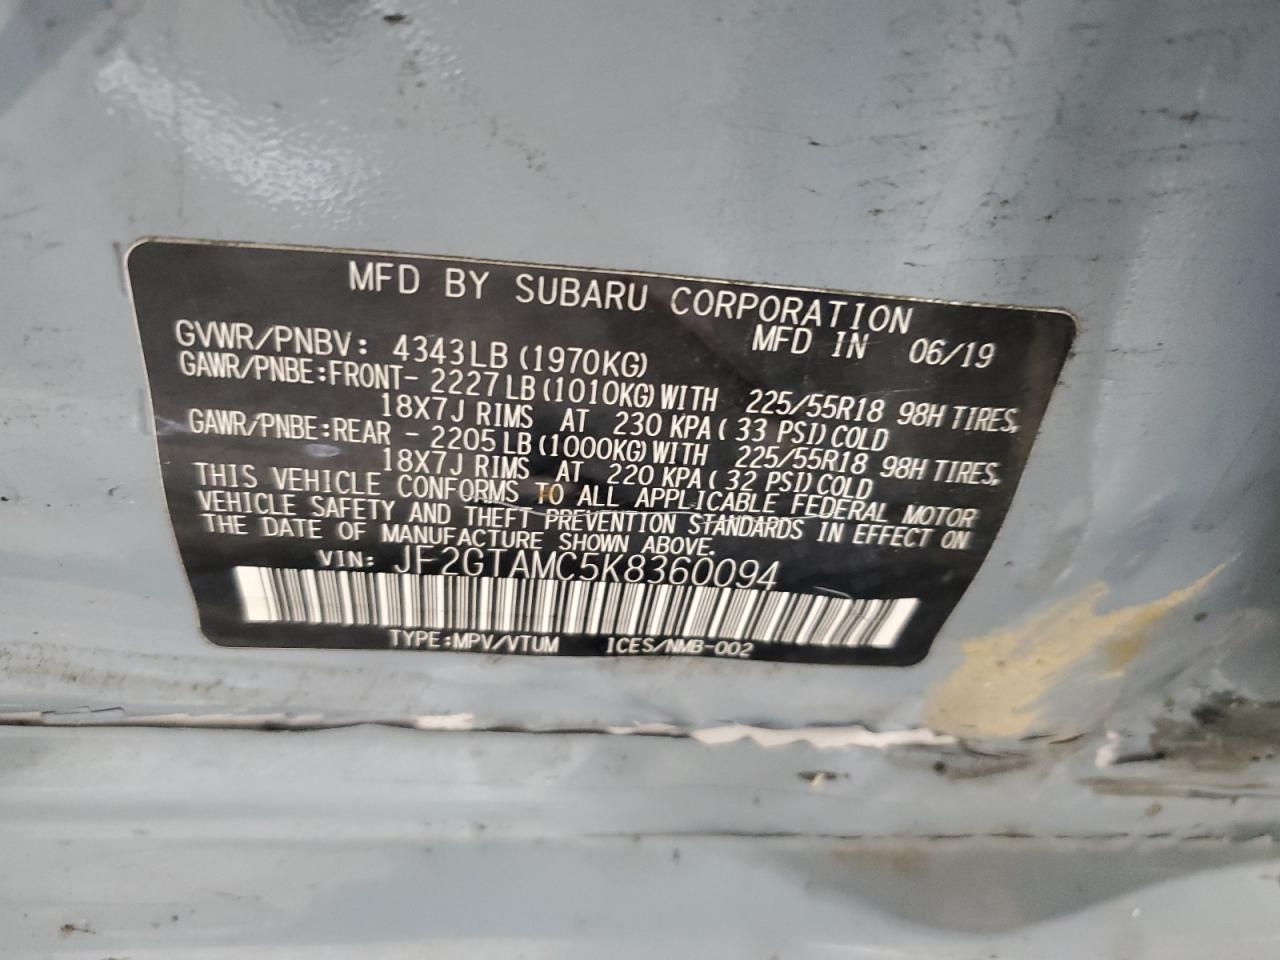 MFD BY SUBARU CORPORATION
MFD IN 06/19
GVWR/PNBV: 4343LB (1970KG)
GAWR/PNBE:FRONT- 2227 LB (1010KG) WITH 225/55R18 98H TIRES,
18X7J RIMS AT 230 KPA ( 33 PSI) COLD
GAWR/PNBE:REAR - 2205 LB (1000KG) WITH 225/55R18 98H TIRES,
18X7J RIMS AT 220 KPA ( 32 PSI) COLD
THIS VEHICLE CONFORMS TO ALL APPLICABLE FEDERAL MOTOR
VEHICLE SAFETY AND THEFT PREVENTION STANDARDS IN EFFECT ON
THE DATE OF MANUFACTURE SHOWN ABOVE.
VIN: JF2GTAMC5K8360094
TYPE:MPV/VTUM ICES/NMB-002